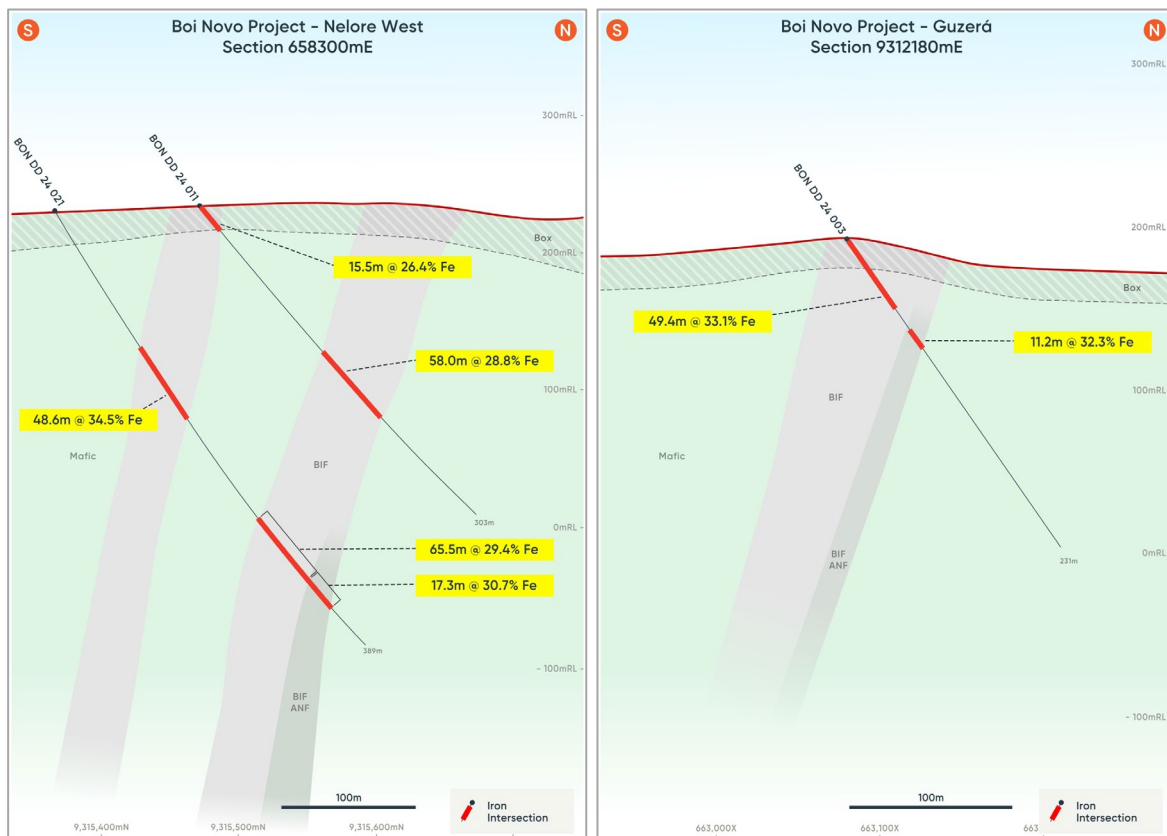 S
Boi Novo Project - Nelore West
Section 658300mE
N
300mRL -
BON DD 24 021
BON DD 24 011
Box
200mRL -
15.5m @ 26.4% Fe
58.0m @ 28.8% Fe
100mRL -
48.6m @ 34.5% Fe
Mafic
BIF
303m
0mRL -
65.5m @ 29.4% Fe
17.3m @ 30.7% Fe
389m
- 100mRL -
BIF
ANF
100m
Iron
Intersection
9,315,400mN
9,315,500mN
9,315,600mN
S
Boi Novo Project - Guzerá
Section 9312180mE
N
300mRL -
BON DD 24 003
200mRL -
Box
49.4m @ 33.1% Fe
11.2m @ 32.3% Fe
100mRL -
BIF
Mafic
0mRL -
BIF
ANF
231m
- 100mRL -
100m
Iron
Intersection
663,000X
663,100X